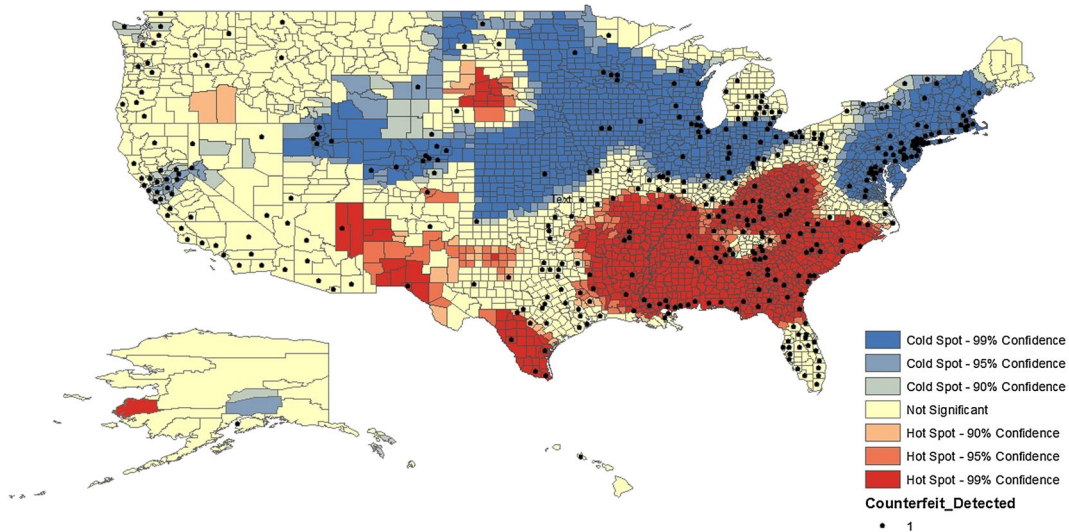 Text
Cold Spot - 99% Confidence
Cold Spot - 95% Confidence
Cold Spot - 90% Confidence
Not Significant
Hot Spot - 90% Confidence
Hot Spot - 95% Confidence
Hot Spot - 99% Confidence
Counterfeit_Detected
1